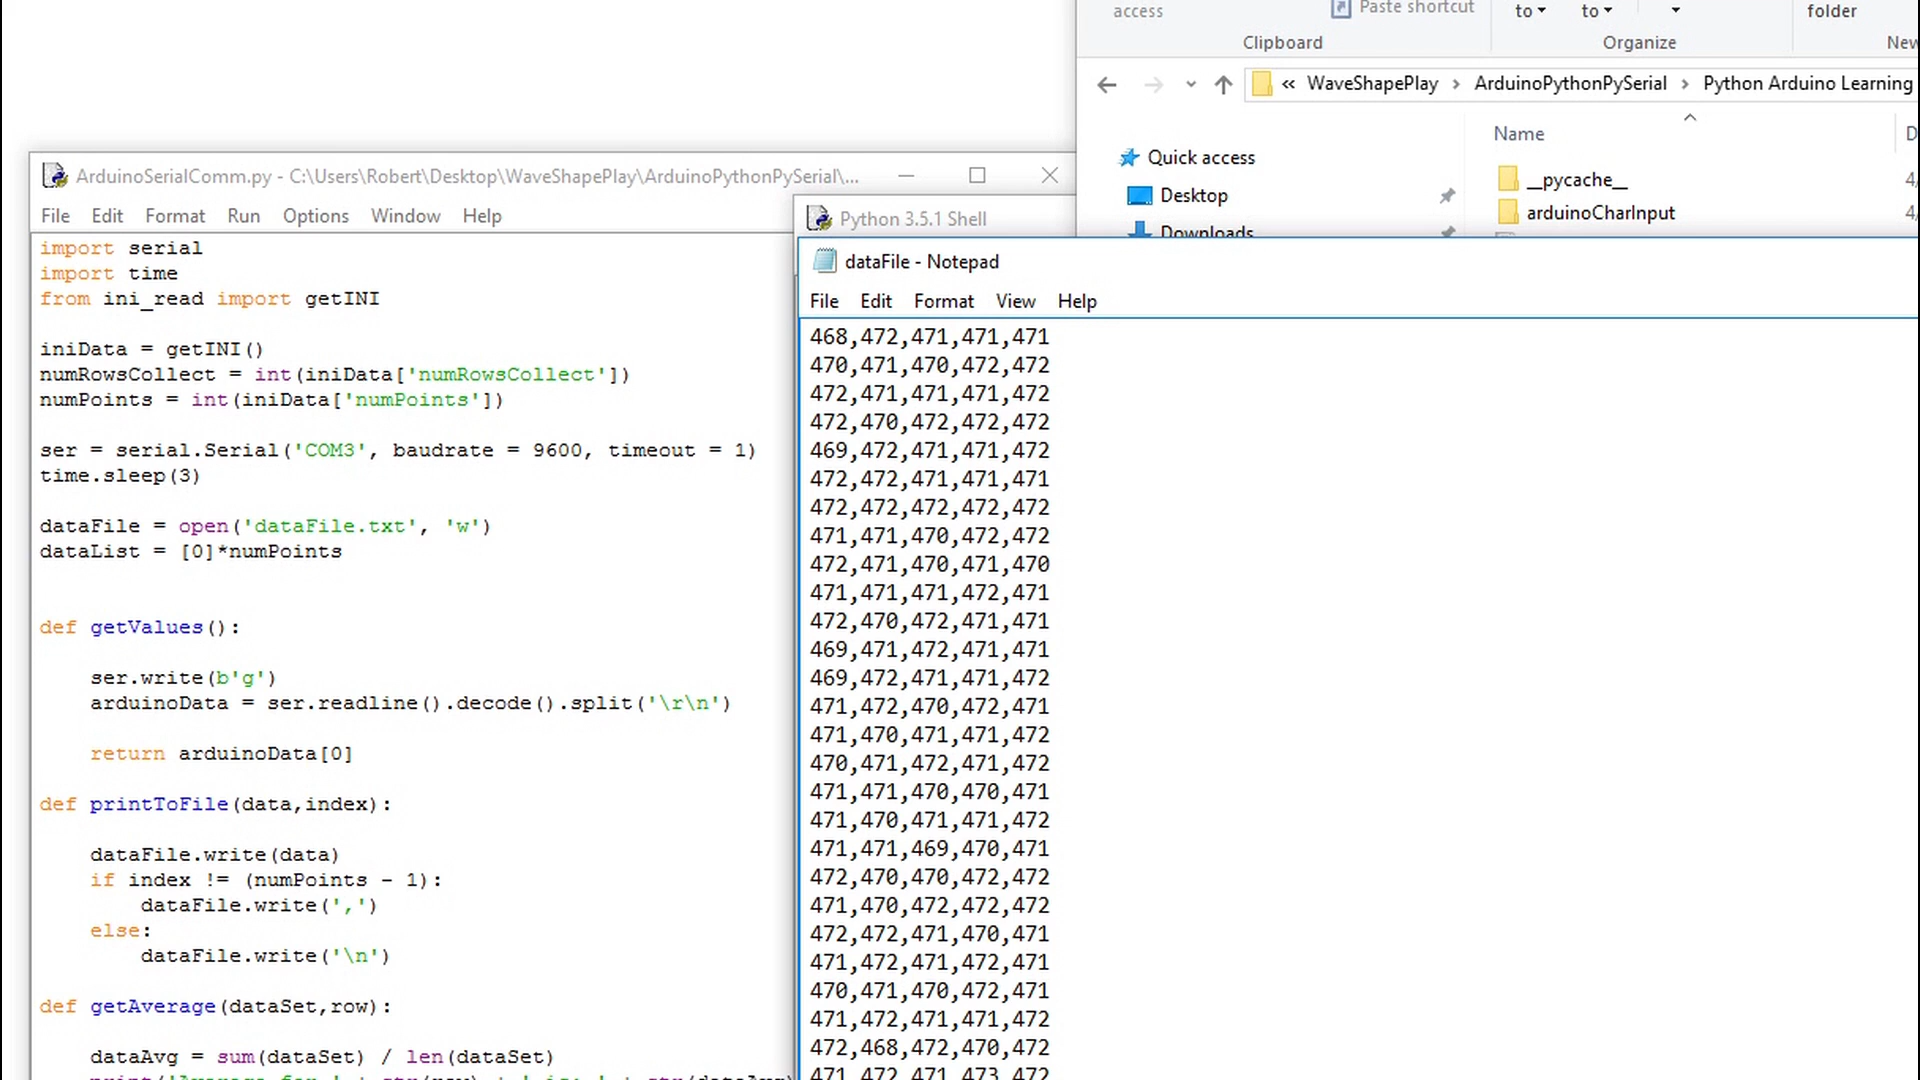 access
Paste shortcut
to
to
folder
Clipboard
Organize
New
« WaveShapePlay > ArduinoPythonPySerial > Python Arduino Learning
Name
Quick access
__pycache__
Desktop
arduinoCharInput
Downloads
ArduinoSerialComm.py - C:\Users\Robert\Desktop\WaveShapePlay\ArduinoPythonPySerial\...
File Edit Format Run Options Window Help
import serial
import time
from ini_read import getINI
iniData = getINI()
numRowsCollect = int(iniData['numRowsCollect'])
numPoints = int(iniData['numPoints'])
ser = serial.Serial('COM3', baudrate = 9600, timeout = 1)
time.sleep(3)
dataFile = open('dataFile.txt', 'w')
dataList = [0]*numPoints
def getValues():
ser.write(b'g')
arduinoData = ser.readline().decode().split('\r\n')
return arduinoData[0]
def printToFile(data,index):
dataFile.write(data)
if index != (numPoints - 1):
dataFile.write(',')
else:
dataFile.write('\n')
def getAverage(dataSet,row):
dataAvg = sum(dataSet) / len(dataSet)
Python 3.5.1 Shell
dataFile - Notepad
File Edit Format View Help
468,472,471,471,471
470,471,470,472,472
472,471,471,471,472
472,470,472,472,472
469,472,471,471,472
472,472,471,471,471
472,472,472,472,472
471,471,470,472,472
472,471,470,471,470
471,471,471,472,471
472,470,472,471,471
469,471,472,471,471
469,472,471,471,472
471,472,470,472,471
471,470,471,471,472
470,471,472,471,472
471,471,470,470,471
471,470,471,471,472
471,471,469,470,471
472,470,470,472,472
471,470,472,472,472
472,472,471,470,471
471,472,471,472,471
470,471,470,472,471
471,472,471,471,472
472,468,472,470,472
471,472,471,473,472